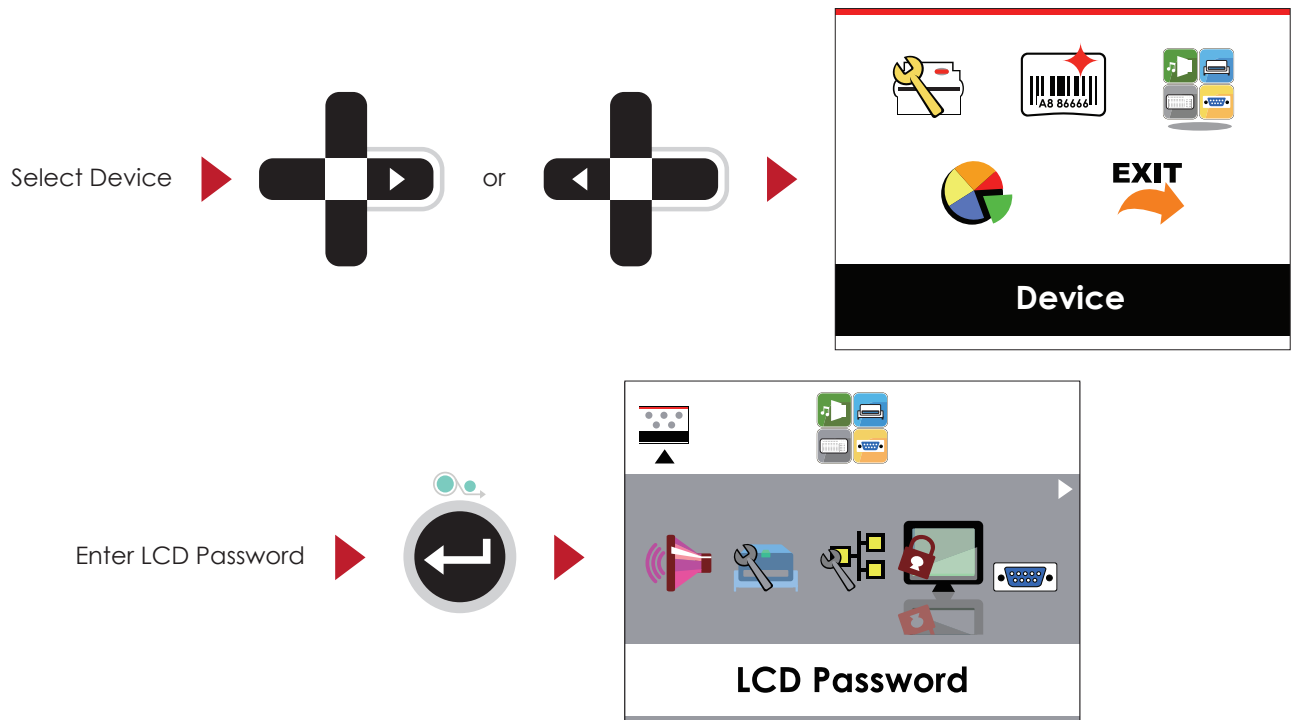 A8 86666
Select Device
or
EXIT
Device
Enter LCD Password
LCD Password